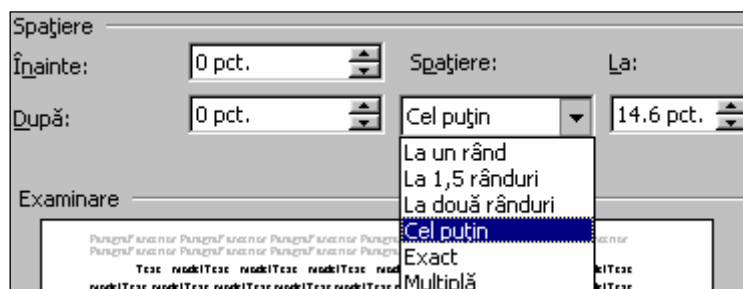 Spaţiere
Înainte:
0 pct.
Spaţiere:
La:
După:
0 pct.
Cel puţin
14.6 pct.
La un rând
La 1,5 rânduri
La două rânduri
Cel puţin
Exact
Multiplă
Examinare